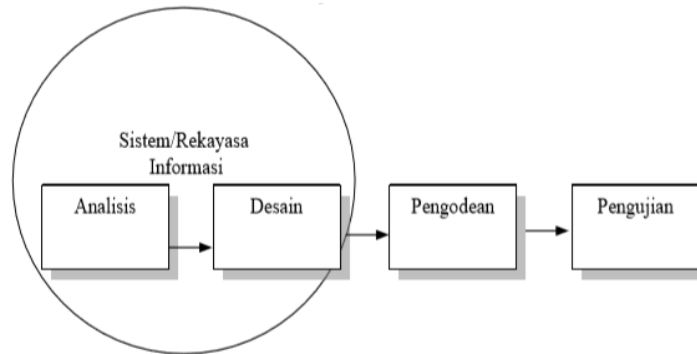 Sistem/Rekayasa
Informasi
Analisis
Desain
Pengodean
Pengujian